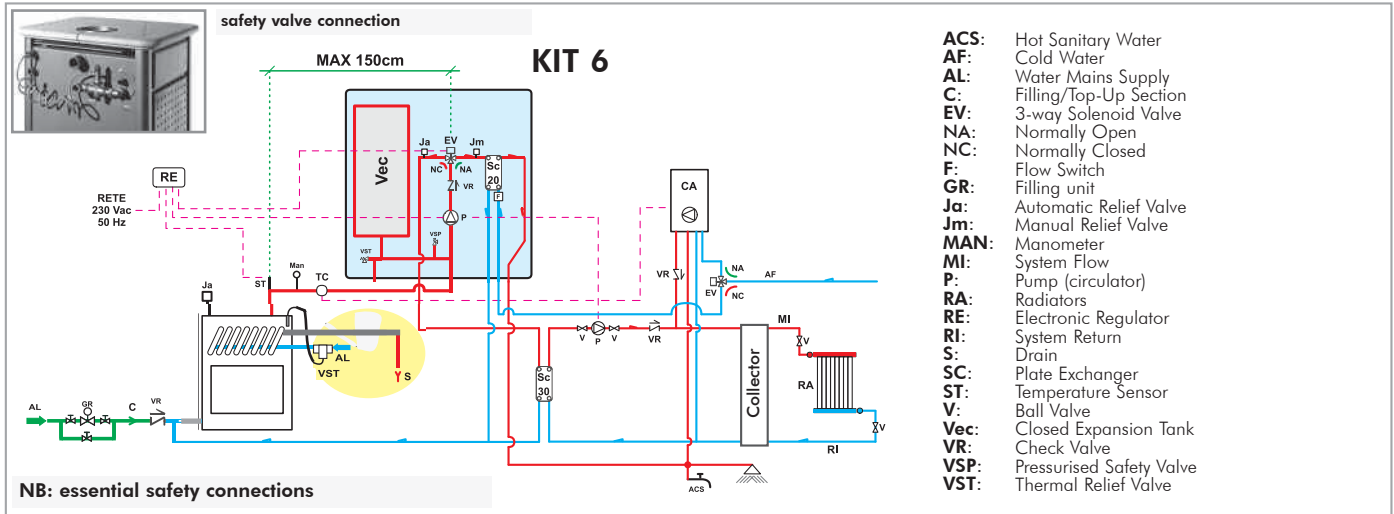 safety valve connection
MAX 150cm
KIT 6
Vec
Ja
EV
Jm
NC
NA
Sc
20
F
VR
P
VSP
VST
RE
RETE
230 Vac
50 Hz
ST
Man
TC
Ja
AL
VST
S
CA
VR
NA
EV
NC
AF
V
P
V
VR
MI
V
RA
V
RI
Collector
Sc
30
AL
GR
C
VR
ACS
NB: essential safety connections
ACS: Hot Sanitary Water
AF: Cold Water
AL: Water Mains Supply
C: Filling/Top-Up Section
EV: 3-way Solenoid Valve
NA: Normally Open
NC: Normally Closed
F: Flow Switch
GR: Filling unit
Ja: Automatic Relief Valve
Jm: Manual Relief Valve
MAN: Manometer
MI: System Flow
P: Pump (circulator)
RA: Radiators
RE: Electronic Regulator
RI: System Return
S: Drain
SC: Plate Exchanger
ST: Temperature Sensor
V: Ball Valve
Vec: Closed Expansion Tank
VR: Check Valve
VSP: Pressurised Safety Valve
VST: Thermal Relief Valve